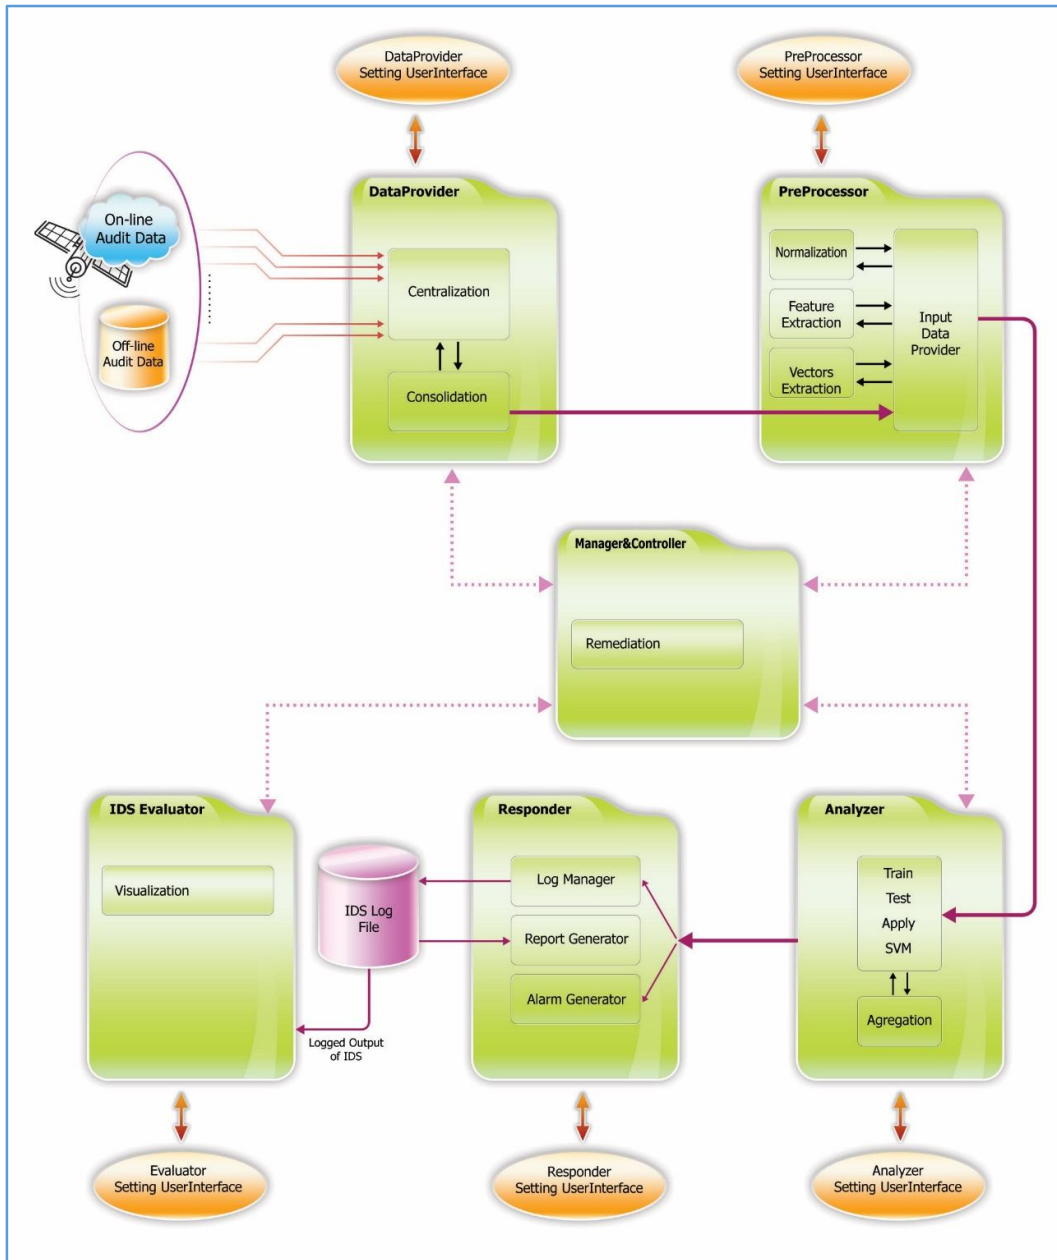 DataProvider
Setting UserInterface
PreProcessor
Setting UserInterface
On-line
Audit Data
Off-line
Audit Data
DataProvider
Centralization
Consolidation
PreProcessor
Normalization
Feature
Extraction
Vectors
Extraction
Input
Data
Provider
Manager&Controller
Remediation
IDS Evaluator
Visualization
IDS Log
File
Logged Output
of IDS
Responder
Log Manager
Report Generator
Alarm Generator
Analyzer
Train
Test
Apply
SVM
Agregation
Evaluator
Setting UserInterface
Responder
Setting UserInterface
Analyzer
Setting UserInterface